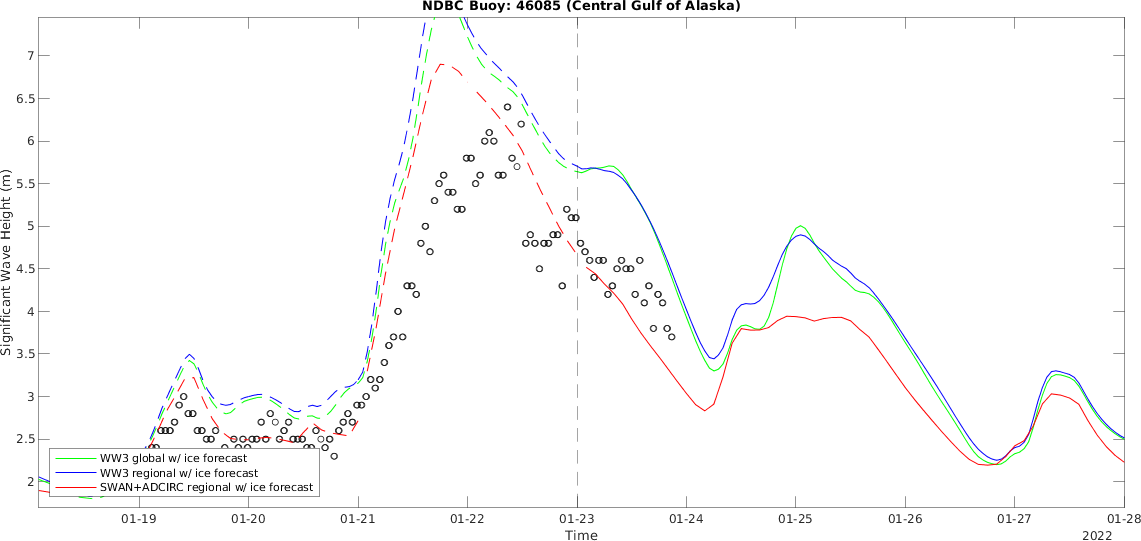 NDBC Buoy: 46085 (Central Gulf of Alaska)
Significant Wave Height (m)
7
6.5
6
5.5
5
4.5
4
3.5
3
2.5
2
WW3 global w/ ice forecast
WW3 regional w/ ice forecast
SWAN+ADCIRC regional w/ ice forecast
01-19 01-20 01-21 01-22 01-23 01-24 01-25 01-26 01-27 01-28
Time
2022